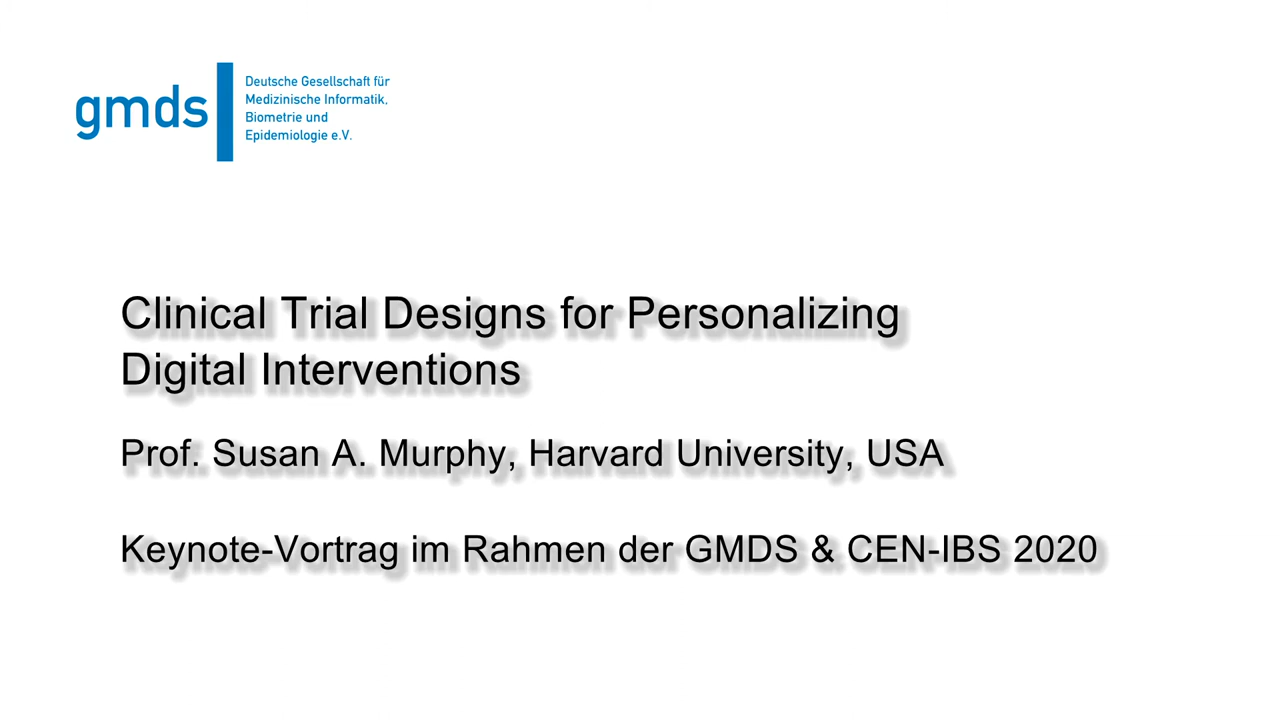 gmds
Deutsche Gesellschaft für
Medizinische Informatik,
Biometrie und
Epidemiologie e.V.
Clinical Trial Designs for Personalizing
Digital Interventions
Prof. Susan A. Murphy, Harvard University, USA
Keynote-Vortrag im Rahmen der GMDS & CEN-IBS 2020